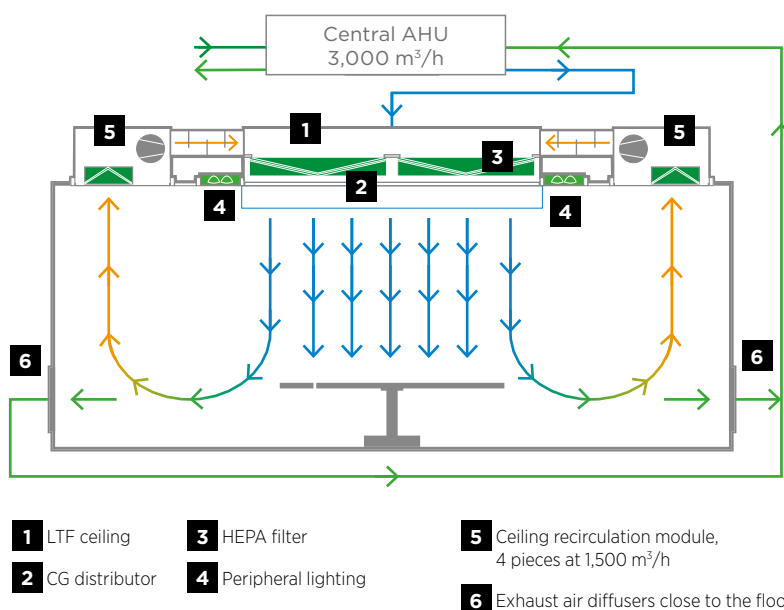 Central AHU
3,000 m³/h
5
1
5
3
2
4
4
6
6
1 LTF ceiling
2 CG distributor
3 HEPA filter
4 Peripheral lighting
5 Ceiling recirculation module,
4 pieces at 1,500 m³/h
6 Exhaust air diffusers close to the